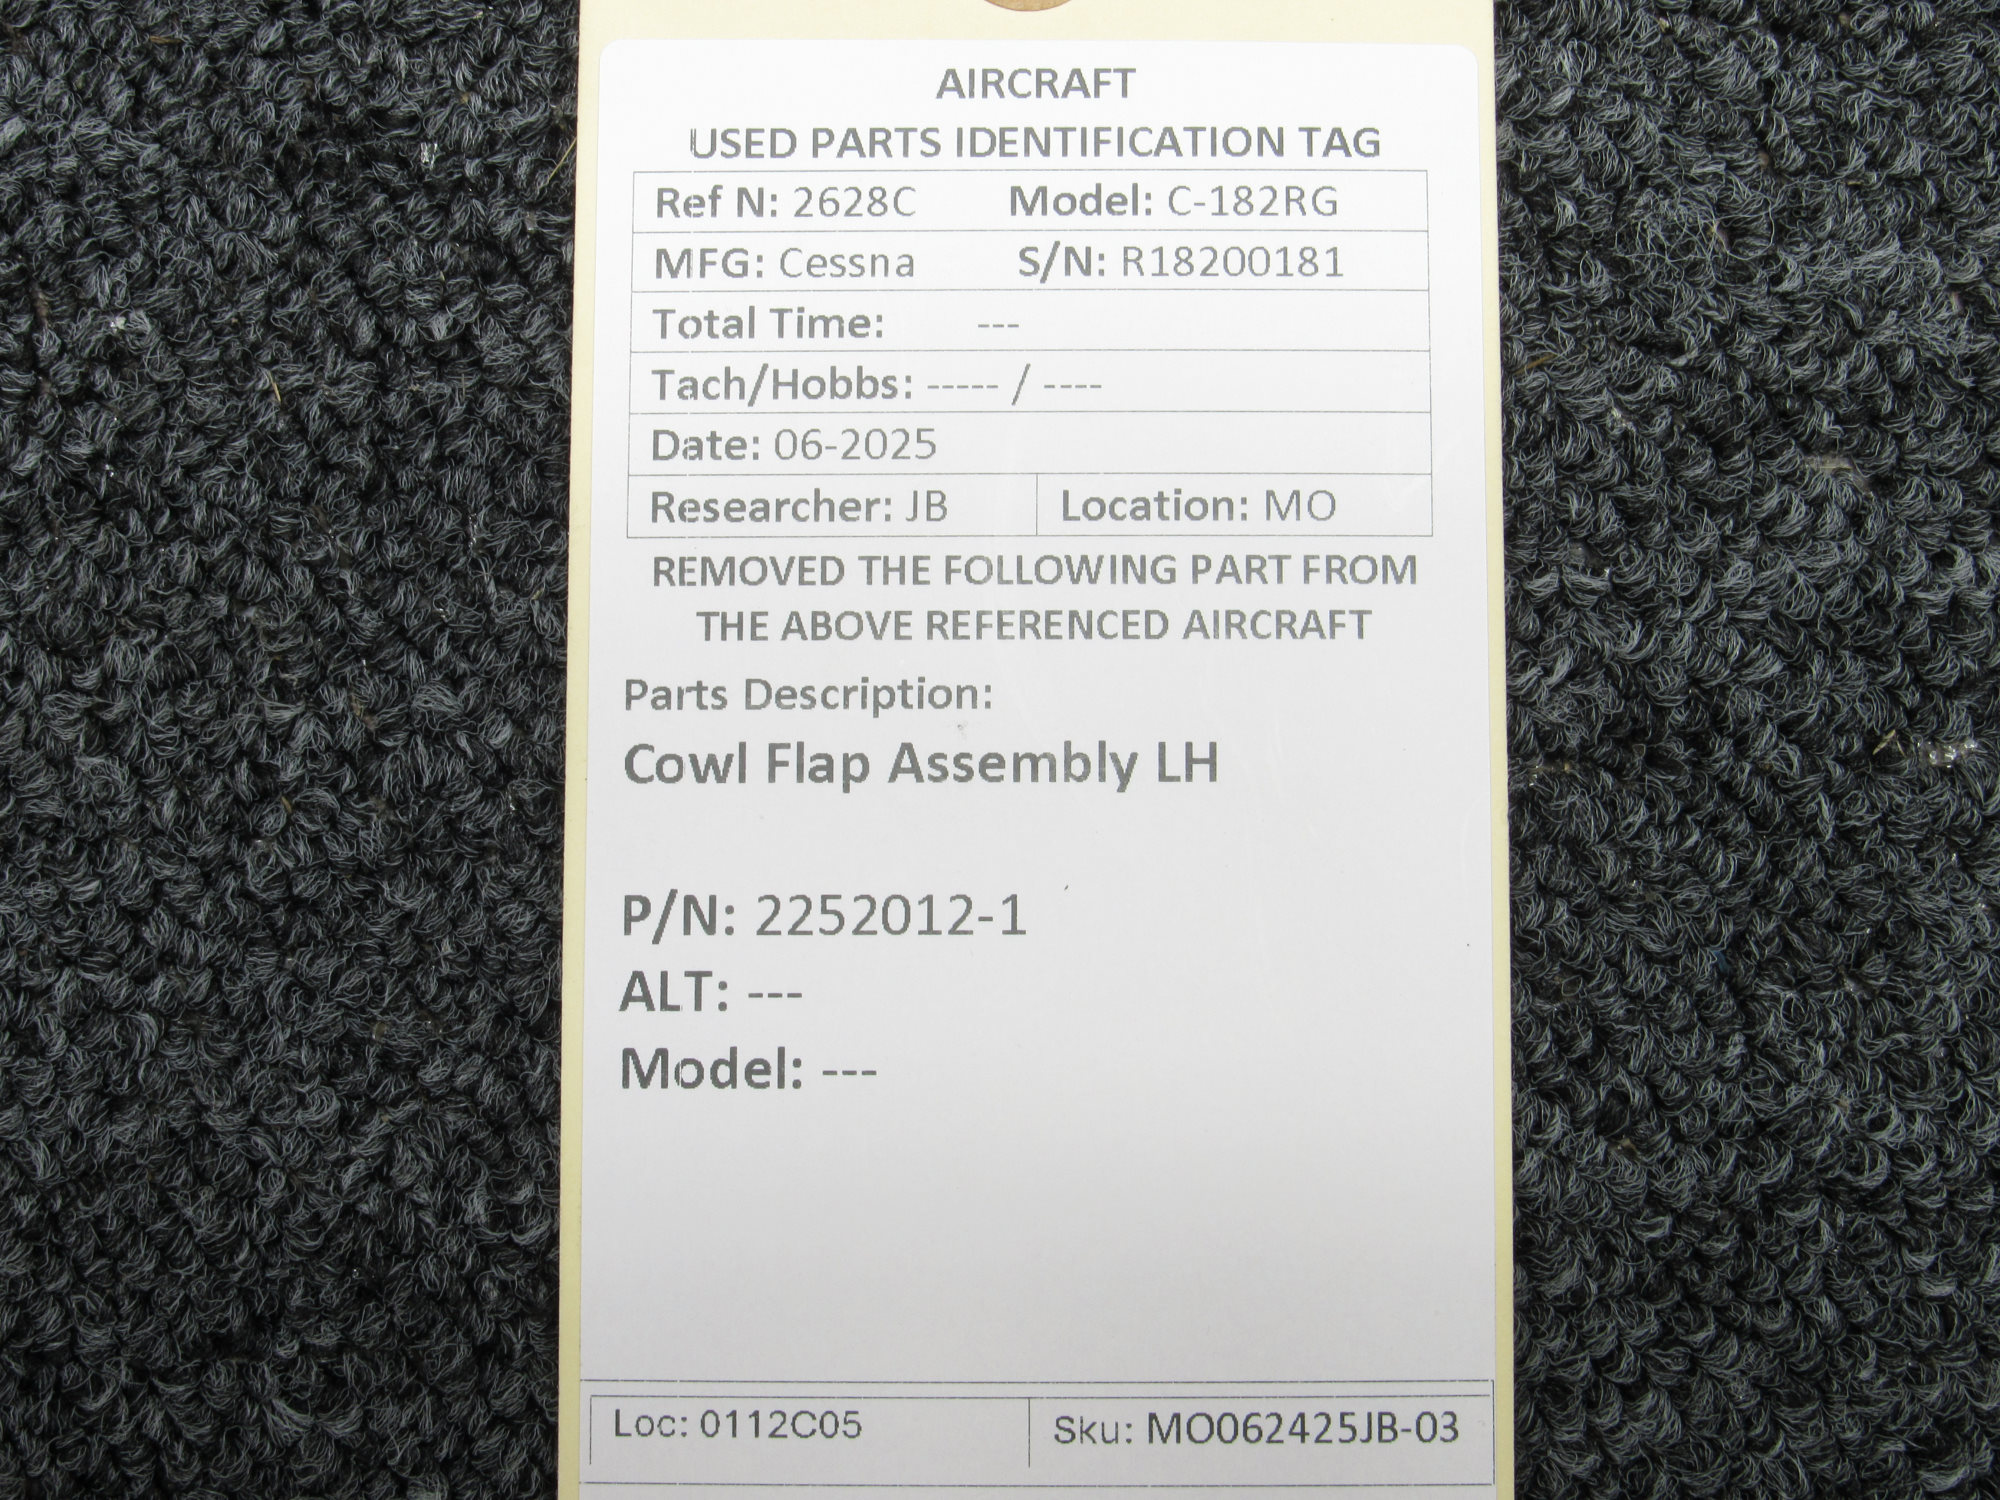 AIRCRAFT
USED PARTS IDENTIFICATION TAG
Ref N: 2628C Model: C-182RG
MFG: Cessna S/N: R18200181
Total Time: ---
Tach/Hobbs: ----- / ----
Date: 06-2025
Researcher: JB Location: MO
REMOVED THE FOLLOWING PART FROM
THE ABOVE REFERENCED AIRCRAFT
Parts Description:
Cowl Flap Assembly LH
P/N: 2252012-1
ALT: ---
Model: ---
Loc: 0112C05 Sku: MO062425JB-03